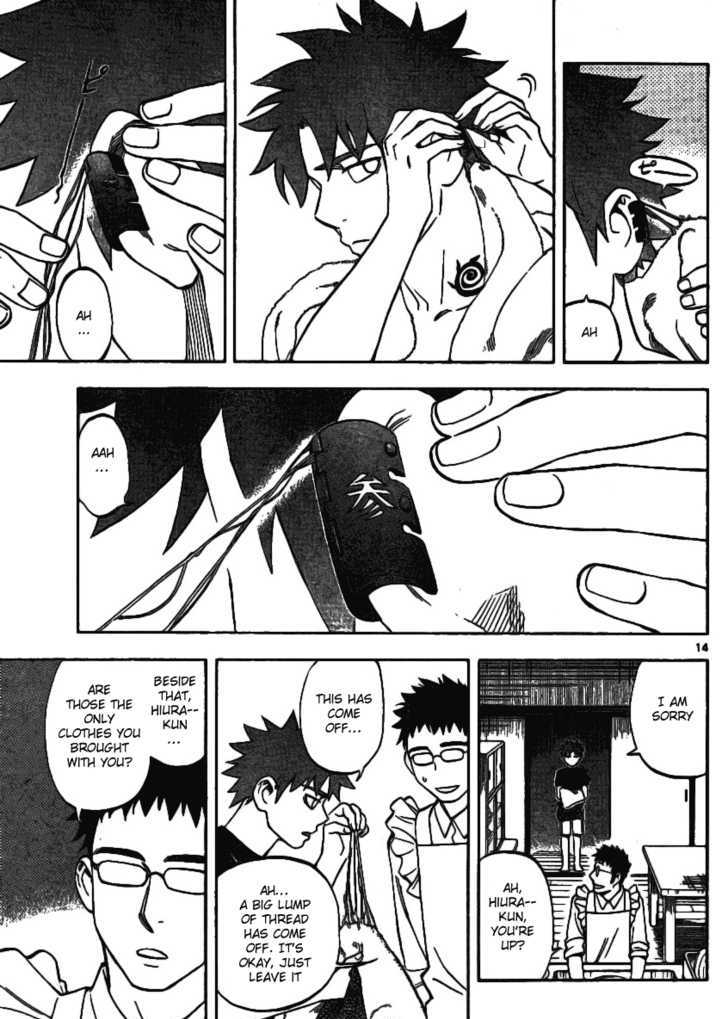 AH
ピ
AH
...
AAH
...
14
I AM
SORRY
AH,
HIURA--
KUN,
YOU'RE
UP?
THIS HAS
COME
OFF...
AH...
A BIG LUMP
OF THREAD
HAS COME
OFF. IT'S
OKAY, JUST
LEAVE IT
BESIDE
THAT,
HIURA--
KUN
...
ARE
THOSE THE
ONLY
CLOTHES YOU
BROUGHT
WITH YOU?